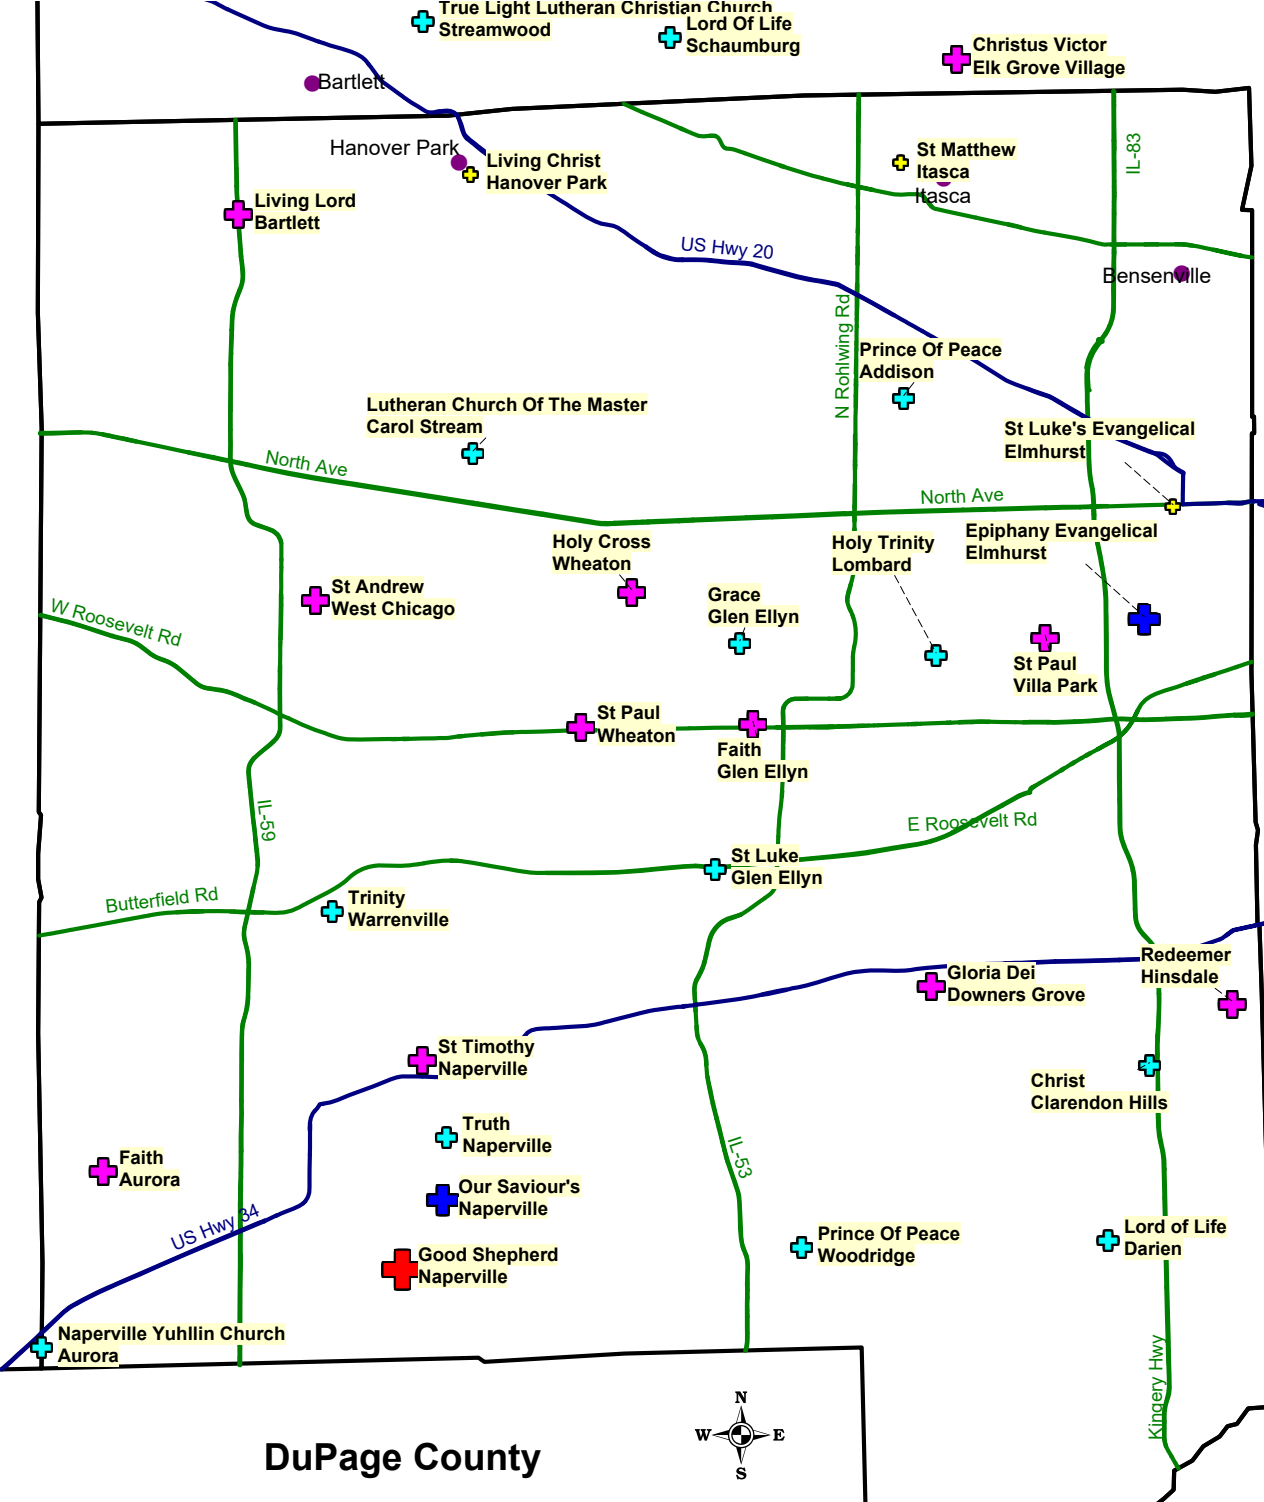 True Light Lutheran Christian Church
Streamwood
Lord Of Life
Schaumburg
Christus Victor
Elk Grove Village
Bartlett
Hanover Park
Living Christ
Hanover Park
St Matthew
Itasca
Itasca
IL-83
Living Lord
Bartlett
US Hwy 20
Bensenville
N Rohlwing Rd
Prince Of Peace
Addison
Lutheran Church Of The Master
Carol Stream
St Luke's Evangelical
Elmhurst
North Ave
North Ave
Holy Cross
Wheaton
Holy Trinity
Lombard
Epiphany Evangelical
Elmhurst
St Andrew
West Chicago
Grace
Glen Ellyn
W Roosevelt Rd
St Paul
Villa Park
St Paul
Wheaton
Faith
Glen Ellyn
IL-59
E Roosevelt Rd
St Luke
Glen Ellyn
Butterfield Rd
Trinity
Warrenville
Redeemer
Hinsdale
Gloria Dei
Downers Grove
St Timothy
Naperville
Christ
Clarendon Hills
Truth
Naperville
IL-53
Faith
Aurora
Our Saviour's
Naperville
US Hwy 34
Prince Of Peace
Woodridge
Lord of Life
Darien
Good Shepherd
Naperville
Naperville Yuhllin Church
Aurora
Kingery Hwy
N
W E
S
DuPage County